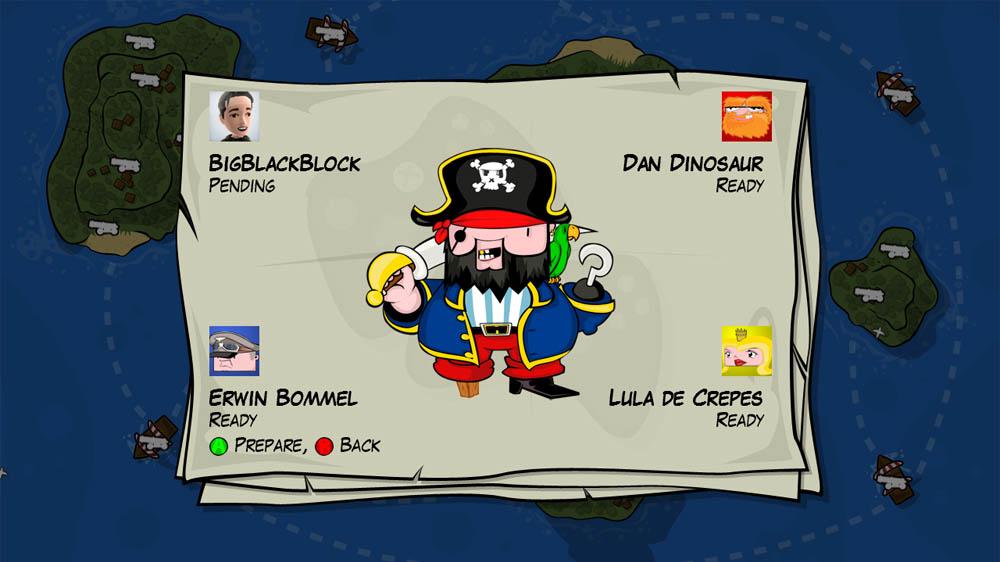 BigBlackBlock
Pending
Dan Dinosaur
Ready
Erwin Bommel
Ready
A Prepare, B Back
Lula de Crepes
Ready